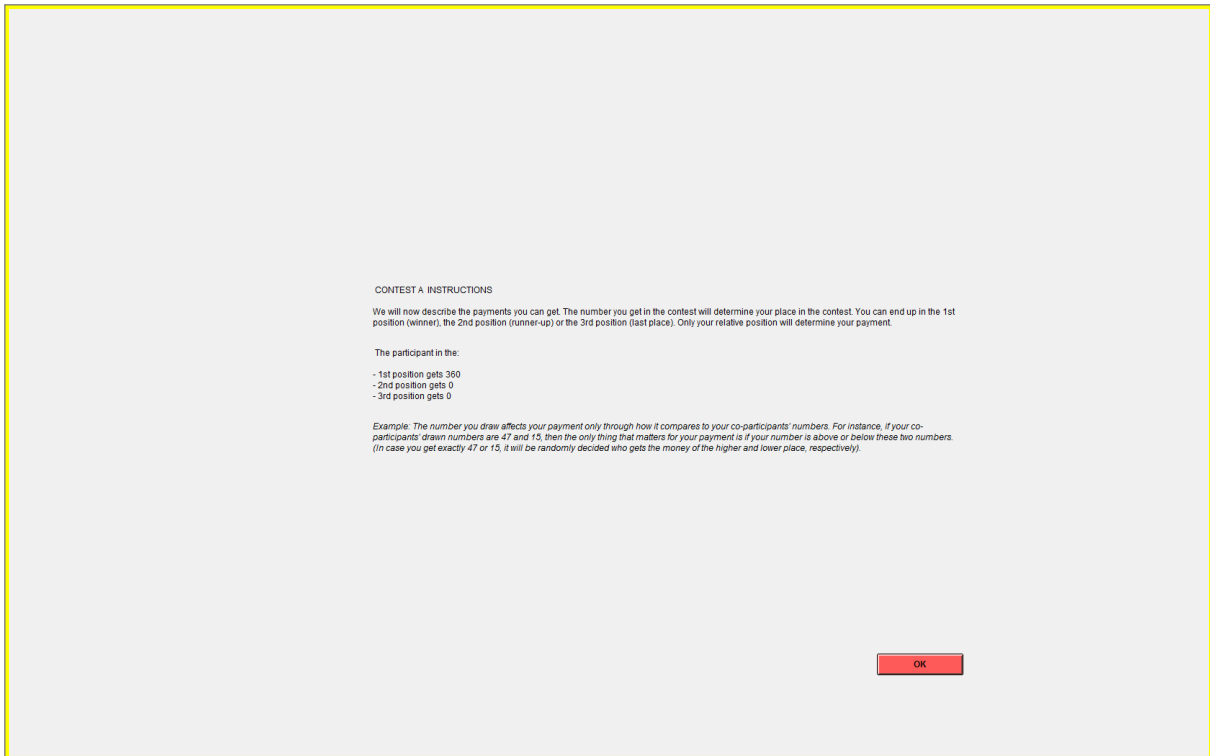 CONTEST A INSTRUCTIONS
We will now describe the payments you can get. The number you get in the contest will determine your place in the contest. You can end up in the 1st
position (winner), the 2nd position (runner-up) or the 3rd position (last place). Only your relative position will determine your payment.
The participant in the:
- 1st position gets 360
- 2nd position gets 0
- 3rd position gets 0
Example: The number you draw affects your payment only through how it compares to your co-participants' numbers. For instance, if your co-
participants' drawn numbers are 47 and 15, then the only thing that matters for your payment is if your number is above or below these two numbers.
(In case you get exactly 47 or 15, it will be randomly decided who gets the money of the higher and lower place, respectively).
OK